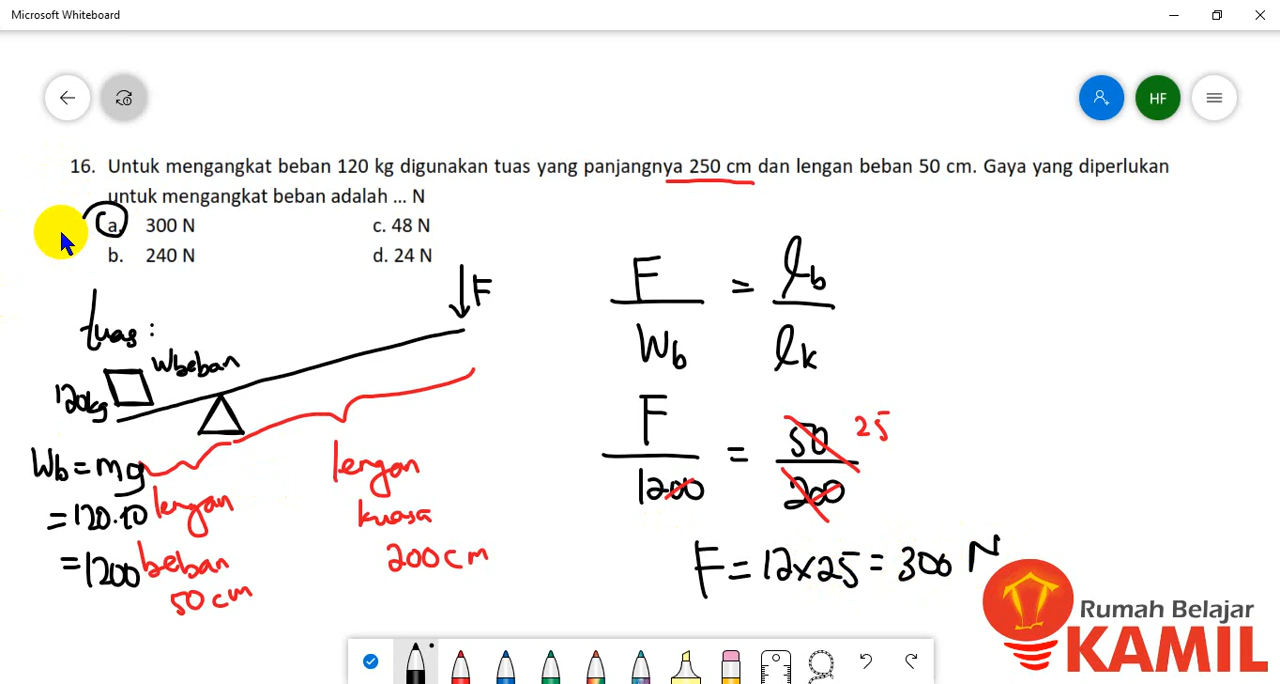 Microsoft Whiteboard
HF
16. Untuk mengangkat beban 120 kg digunakan tuas yang panjangnya 250 cm dan lengan beban 50 cm. Gaya yang diperlukan
untuk mengangkat beban adalah ... N
a. 300 N
c. 48 N
b. 240 N
d. 24 N
tuas:
Wbeban
120kg
F
Wb = mg
= 120.10
= 1200
lengan
beban
50 cm
lengan
kuasa
200 cm
F / Wb = lb / lk
F / 1200 = 50 / 200
25
F = 12x25 = 300 N
Rumah Belajar
KAMIL